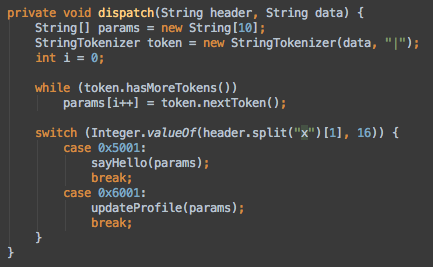 private void dispatch(String header, String data) {
    String[] params = new String[10];
    StringTokenizer token = new StringTokenizer(data, "|");
    int i = 0;
    while (token.hasMoreTokens())
        params[i++] = token.nextToken();
    switch (Integer.valueOf(header.split("x")[1], 16)) {
        case 0x5001:
            sayHello(params);
            break;
        case 0x6001:
            updateProfile(params);
            break;
    }
}